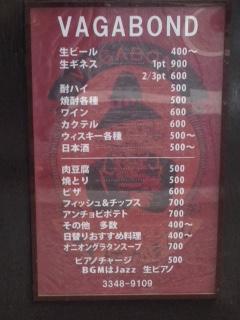 VAGABOND
生ビール 400〜
生ギネス 1pt 900
2/3pt 600
酎ハイ 500
焼酎各種 500
ワイン 600
カクテル 600
ウィスキー各種 500〜
日本酒 500〜
肉豆腐 500
焼とり 500
ピザ 600
フィッシュ&チップス 700
アンチョビポテト 700
その他 多数 400〜
日替りおすすめ料理 400〜
オニオングラタンスープ 700
ピアノチャージ 500
BGMはJazz 生ピアノ
3348-9109